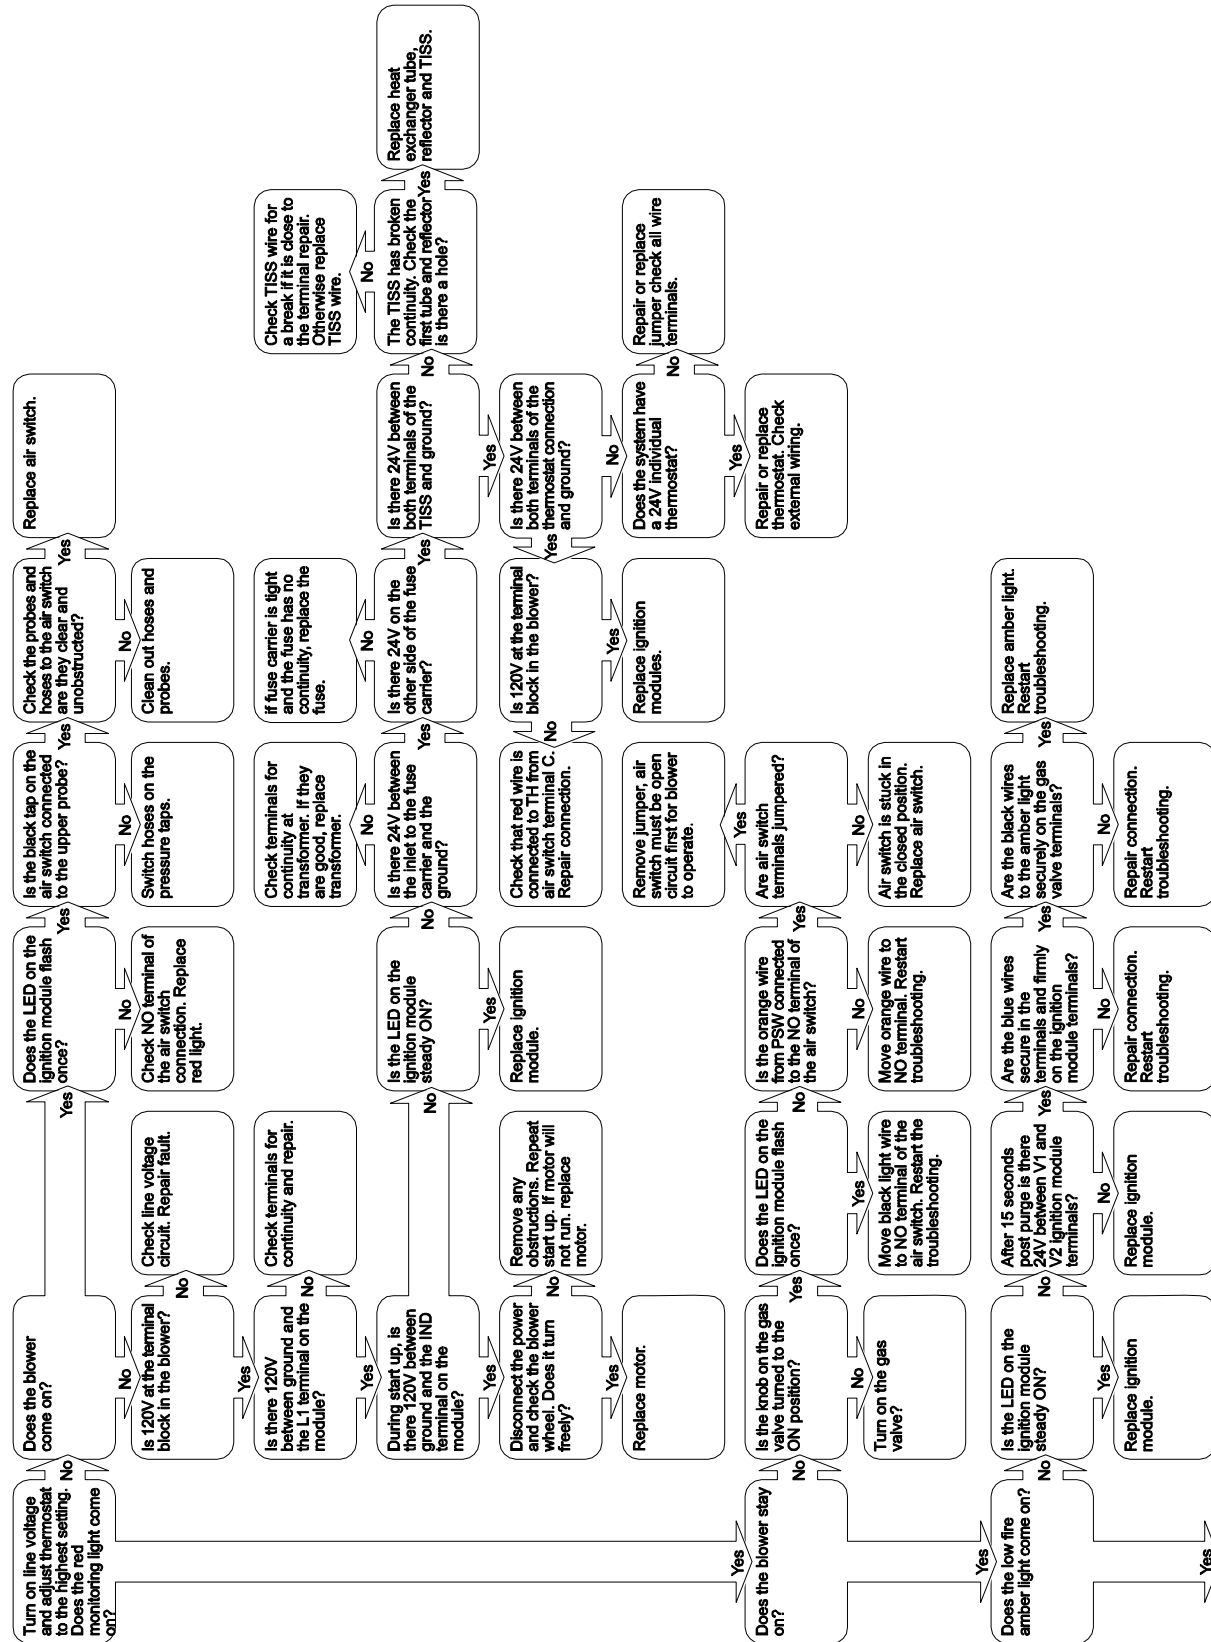 Turn on line voltage
and adjust thermostat
to the highest setting.
Does the red
monitoring light come
on?
No
Does the blower
come on?
Yes
Does the LED on the
ignition module flash
once?
Yes
Is the black tap on the
air switch connected
to the upper probe?
Yes
Check the probes and
hoses to the air switch
are they clear and
unobstructed?
Yes
Replace air switch.
No
No
No
No
Is 120V at the terminal
block in the blower?
No
Check line voltage
circuit. Repair fault.
Check NO terminal of
the air switch
connection. Replace
red light.
Switch hoses on the
pressure taps.
Clean out hoses and
probes.
Yes
Is there 120V
between ground and
the L1 terminal on the
module?
No
Check terminals for
continuity and repair.
Check terminals for
continuity at
transformer. If they
are good, replace
transformer.
if fuse carrier is tight
and the fuse has no
continuity, replace the
fuse.
Check TISS wire for
a break if it is close to
the terminal repair.
Otherwise replace
TISS wire.
Yes
No
No
No
During start up, is
there 120V between
ground and the IND
terminal on the
module?
No
Is the LED on the
ignition module
steady ON?
No
Is there 24V between
the inlet to the fuse
carrier and the
ground?
Yes
Is there 24V on the
other side of the fuse
carrier?
Yes
Is there 24V between
both terminals of the
TISS and ground?
No
The TISS has broken
continuity. Check the
first tube and reflector
is there a hole?
Yes
Replace heat
exchanger tube,
reflector and TISS.
Yes
Yes
Yes
Disconnect the power
and check the blower
wheel. Does it turn
freely?
No
Remove any
obstructions. Repeat
start up. If motor will
not run. replace
motor.
Replace ignition
module.
Check that red wire is
connected to TH from
air switch terminal C.
Repair connection.
No
Is 120V at the terminal
block in the blower?
Yes
Is there 24V between
both terminals of the
thermostat connection
and ground?
Yes
Yes
No
Replace motor.
Remove jumper, air
switch must be open
circuit first for blower
to operate.
Replace ignition
modules.
Does the system have
a 24V individual
thermostat?
No
Repair or replace
jumper check all wire
terminals.
Yes
Yes
Yes
Does the blower stay
on?
No
Is the knob on the gas
valve turned to the
ON position?
Yes
Does the LED on the
ignition module flash
once?
No
Is the orange wire
from PSW connected
to the NO terminal of
the air switch?
Yes
Are air switch
terminals jumpered?
Repair or replace
thermostat. Check
external wiring.
No
Yes
No
No
Turn on the gas
valve?
Move black light wire
to NO terminal of the
air switch. Restart the
troubleshooting.
Move orange wire to
NO terminal. Restart
troubleshooting.
Air switch is stuck in
the closed position.
Replace air switch.
Yes
Does the low fire
amber light come on?
No
Is the LED on the
ignition module
steady ON?
No
After 15 seconds
post purge is there
24V between V1 and
V2 ignition module
terminals?
Yes
Are the blue wires
secure in the
terminals and firmly
on the ignition
module terminals?
Yes
Are the black wires
to the amber light
securely on the gas
valve terminals?
Yes
Replace amber light.
Restart
troubleshooting.
Yes
No
No
No
Replace ignition
module.
Replace ignition
module.
Repair connection.
Restart
troubleshooting.
Repair connection.
Restart
troubleshooting.
Yes